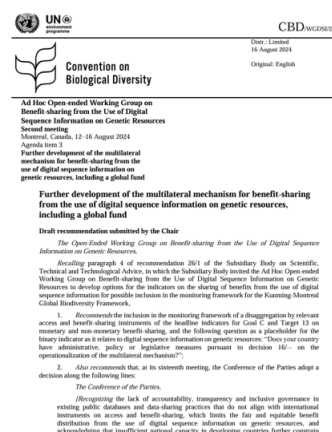 UN
environment
programme
CBD/WGDSI/2
Distr.: Limited
16 August 2024
Original: English
Convention on
Biological Diversity
Ad Hoc Open-ended Working Group on
Benefit-sharing from the Use of Digital
Sequence Information on Genetic Resources
Second meeting
Montreal, Canada, 12–16 August 2024
Agenda item 3
Further development of the multilateral
mechanism for benefit-sharing from the
use of digital sequence information on
genetic resources, including a global fund
Further development of the multilateral mechanism for benefit-sharing
from the use of digital sequence information on genetic resources,
including a global fund
Draft recommendation submitted by the Chair
The Open-Ended Working Group on Benefit-sharing from the Use of Digital Sequence
Information on Genetic Resources,
Recalling paragraph 4 of recommendation 26/1 of the Subsidiary Body on Scientific,
Technical and Technological Advice, in which the Subsidiary Body invited the Ad Hoc Open-ended
Working Group on Benefit-sharing from the Use of Digital Sequence Information on Genetic
Resources to develop options for the indicators on the sharing of benefits from the use of digital
sequence information for possible inclusion in the monitoring framework for the Kunming-Montreal
Global Biodiversity Framework,
1. Recommends the inclusion in the monitoring framework of a disaggregation by relevant
access and benefit-sharing instruments of the headline indicators for Goal C and Target 13 on
monetary and non-monetary benefit-sharing, and the following question as a placeholder for the
binary indicator as it relates to digital sequence information on genetic resources: “Does your country
have administrative, policy or legislative measures pursuant to decision 16/-- on the
operationalization of the multilateral mechanism?”;
2. Also recommends that, at its sixteenth meeting, the Conference of the Parties adopt a
decision along the following lines:
The Conference of the Parties,
[Recognizing the lack of accountability, transparency and inclusive governance in
existing public databases and data-sharing practices that do not align with international
instruments on access and benefit-sharing, which limits the fair and equitable benefit
distribution from the use of digital sequence information on genetic resources, and
acknowledging that insufficient national capacity in developing countries further constrain